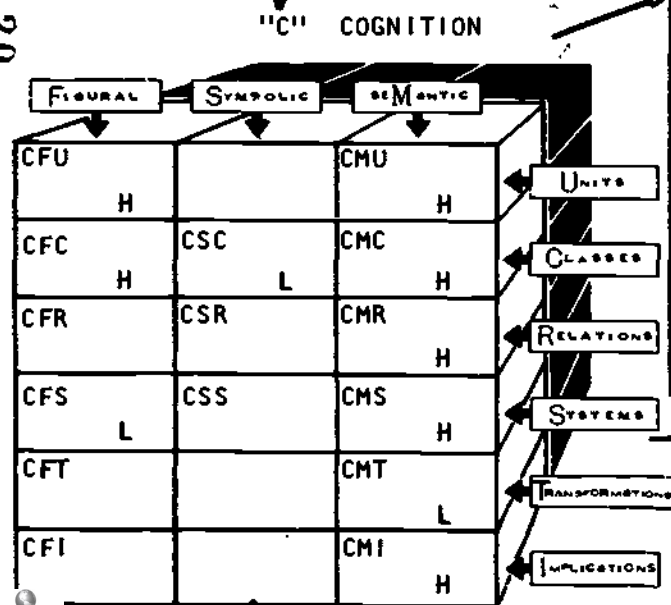 20
"C" COGNITION
FIGURAL SYMBOLIC SEMANTIC
CFU CMU
H H
UNITS
CFC CSC CMC
H L H
CLASSES
CFR CSR CMR
H
RELATIONS
CFS CSS CMS
L H
SYSTEMS
CFT CMT
L
TRANSFORMATIONS
CFI CMI
H
IMPLICATIONS